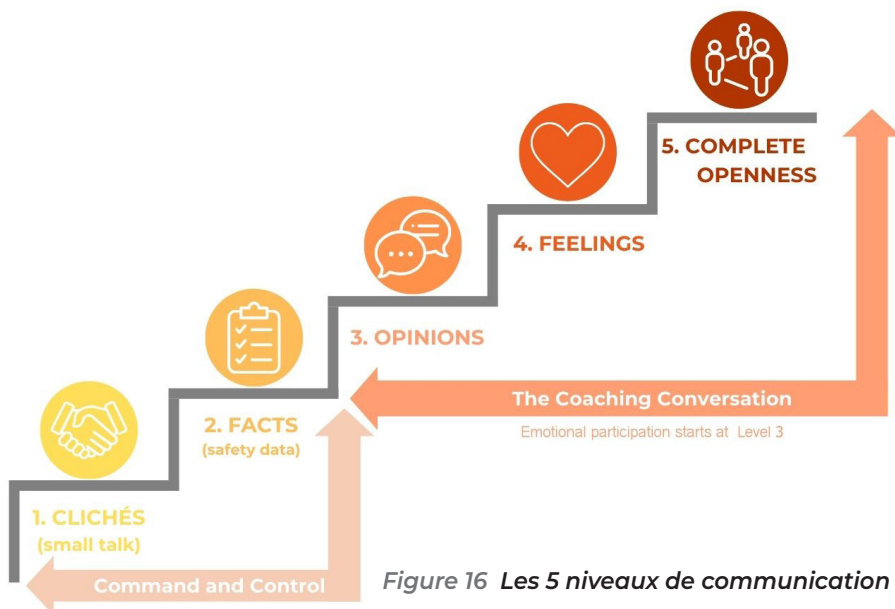 5. COMPLETE
OPENNESS
4. FEELINGS
3. OPINIONS
The Coaching Conversation
Emotional participation starts at Level 3
2. FACTS
(safety data)
1. CLICHÉS
(small talk)
Command and Control
Figure 16 Les 5 niveaux de communication